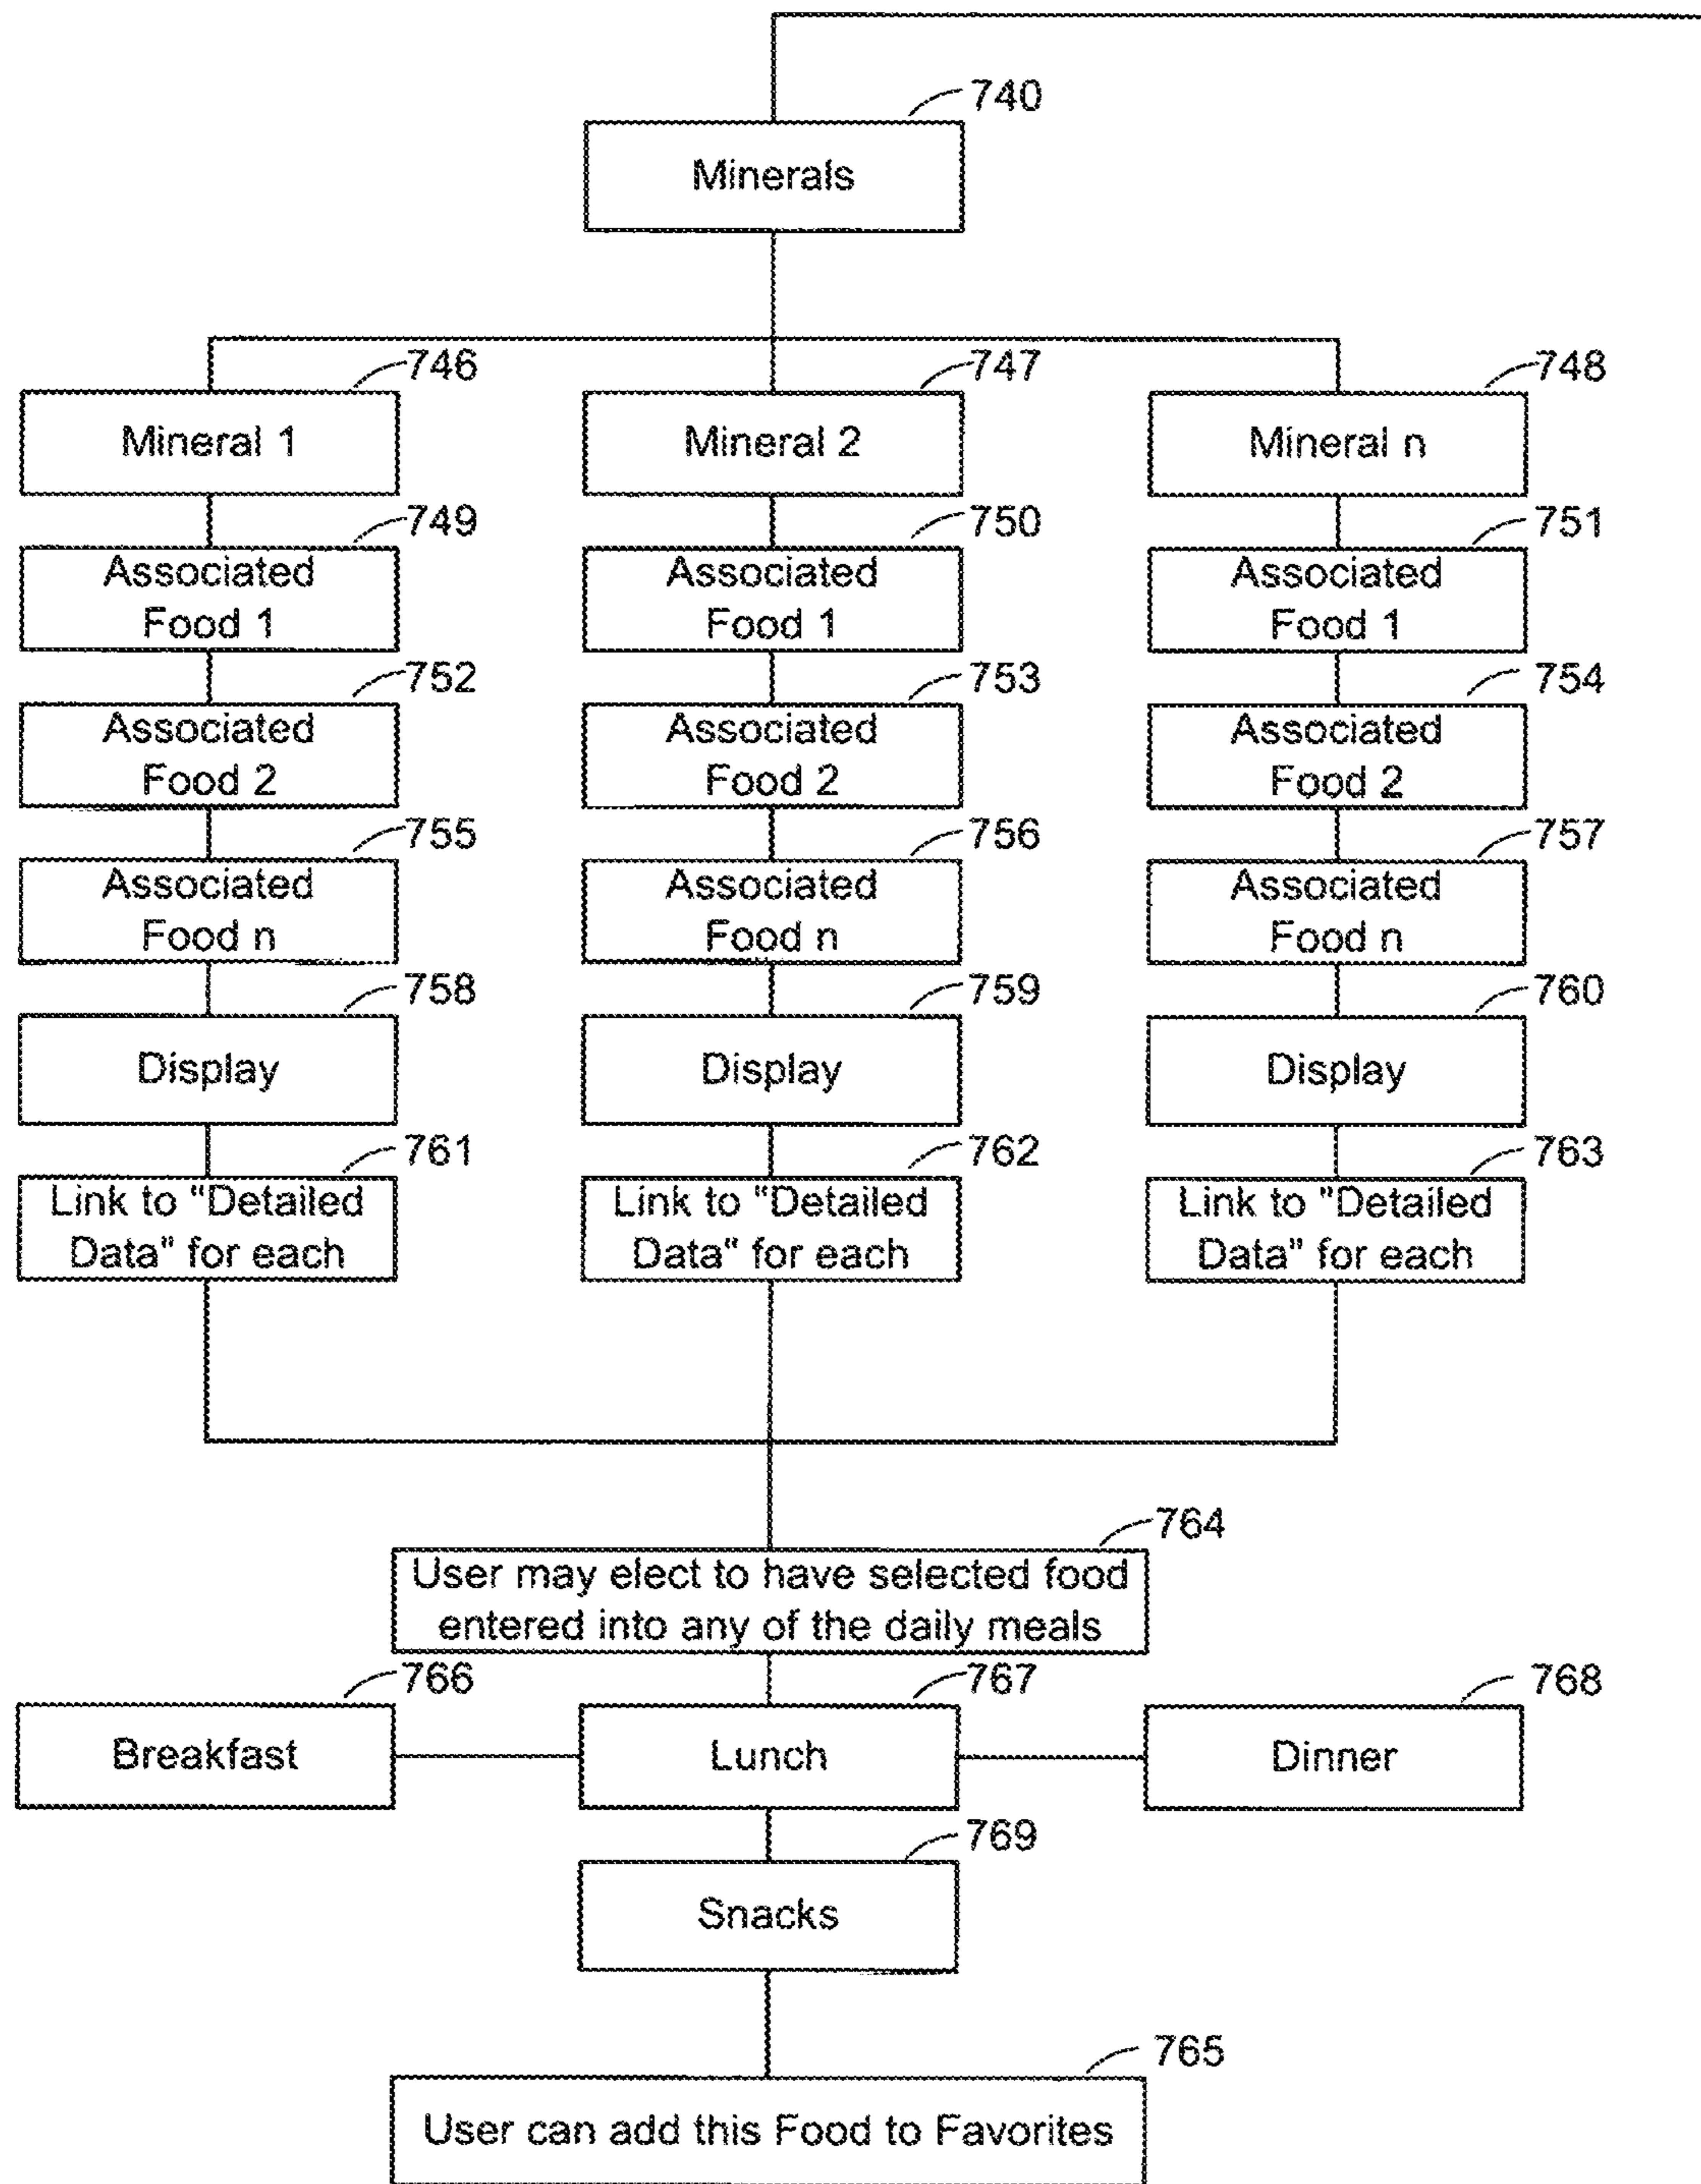 740
Minerals
746
747
748
Mineral 1
Mineral 2
Mineral n
749
750
751
Associated
Food 1
Associated
Food 1
Associated
Food 1
752
753
754
Associated
Food 2
Associated
Food 2
Associated
Food 2
755
756
757
Associated
Food n
Associated
Food n
Associated
Food n
758
759
760
Display
Display
Display
761
762
763
Link to "Detailed
Data" for each
Link to "Detailed
Data" for each
Link to "Detailed
Data" for each
764
User may elect to have selected food
entered into any of the daily meals
766
767
768
Breakfast
Lunch
Dinner
769
Snacks
765
User can add this Food to Favorites